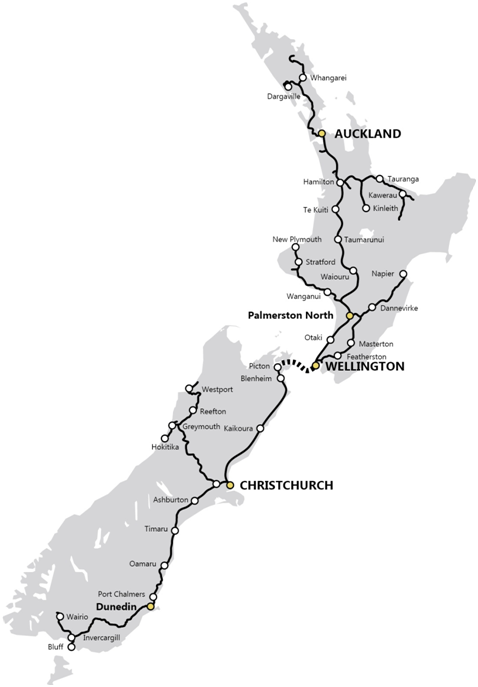 Whangarei
Dargaville
AUCKLAND
Hamilton
Tauranga
Kawerau
Kinleith
Te Kuiti
New Plymouth
Taumarunui
Stratford
Waiouru
Napier
Wanganui
Dannevirke
Palmerston North
Otaki
Masterton
Featherston
Picton
WELLINGTON
Blenheim
Westport
Reefton
Greymouth
Kaikoura
Hokitika
CHRISTCHURCH
Ashburton
Timaru
Oamaru
Port Chalmers
Dunedin
Wairio
Invercargill
Bluff